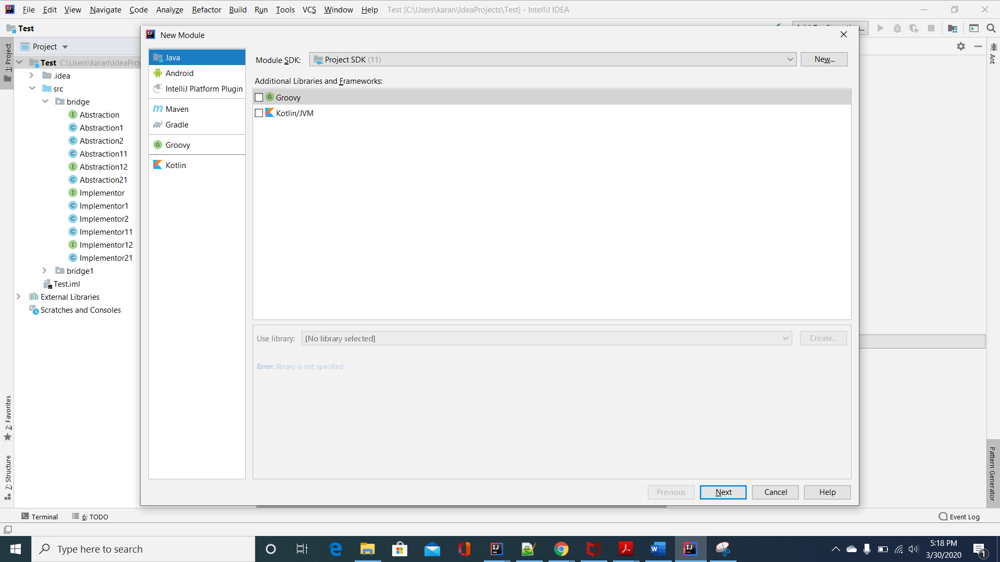 File Edit View Navigate Code Analyze Refactor Build Run Tools VCS Window Help Test [C:\Users\karan\IdeaProjects\Test] - IntelliJ IDEA
Test
New Module
Project
1: Project
Test C:\Users\karan\IdeaProj
.idea
src
bridge
Abstraction
Abstraction1
Abstraction2
Abstraction11
Abstraction12
Abstraction21
Implementor
Implementor1
Implementor2
Implementor11
Implementor12
Implementor21
bridge1
Test.iml
External Libraries
Scratches and Consoles
2: Favorites
7: Structure
Java
Android
IntelliJ Platform Plugin
Maven
Gradle
Groovy
Kotlin
Module SDK: Project SDK (11) New...
Additional Libraries and Frameworks:
Groovy
Kotlin/JVM
Use library: [No library selected] Create...
Error: library is not specified
Previous Next Cancel Help
Ant
Pattern Generator
Terminal 6: TODO Event Log
Type here to search
5:18 PM
3/30/2020
1